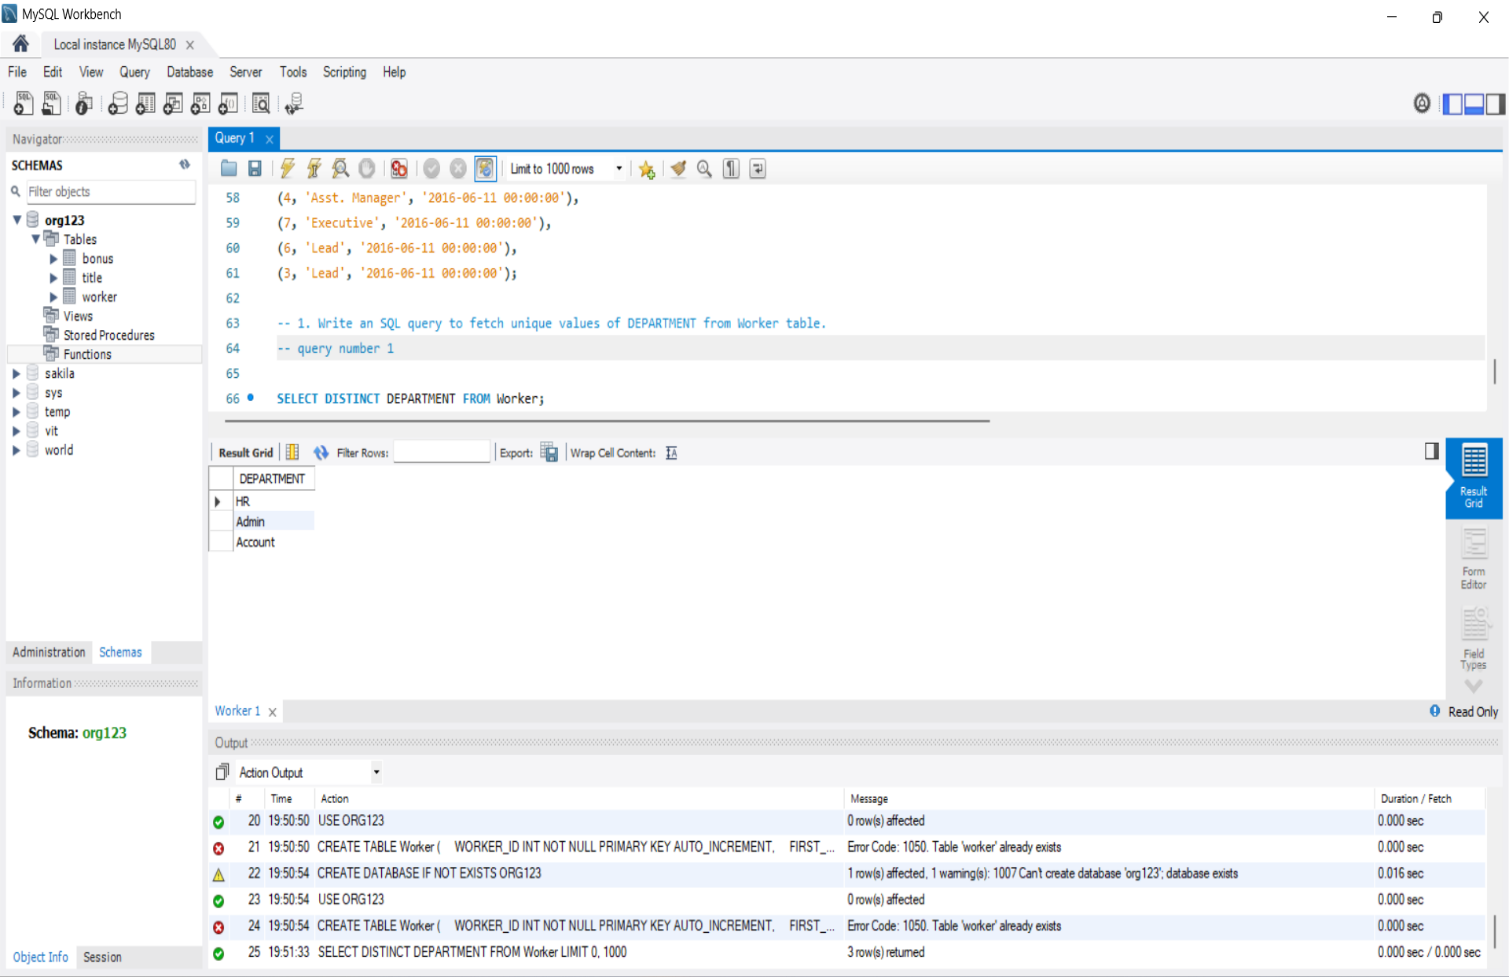 MySQL Workbench
Local instance MySQL80
File Edit View Query Database Server Tools Scripting Help
Navigator
SCHEMAS
Filter objects
org123
Tables
bonus
title
worker
Views
Stored Procedures
Functions
sakila
sys
temp
vit
world
Administration Schemas
Information
Schema: org123
Object Info Session
Query 1
Limit to 1000 rows
58 (4, 'Asst. Manager', '2016-06-11 00:00:00'),
59 (7, 'Executive', '2016-06-11 00:00:00'),
60 (6, 'Lead', '2016-06-11 00:00:00'),
61 (3, 'Lead', '2016-06-11 00:00:00');
62
63 -- 1. Write an SQL query to fetch unique values of DEPARTMENT from Worker table.
64 -- query number 1
65
66 SELECT DISTINCT DEPARTMENT FROM Worker;
Result Grid Filter Rows: Export: Wrap Cell Content:
DEPARTMENT
HR
Admin
Account
Result
Grid
Form
Editor
Field
Types
Worker 1
Read Only
Output
Action Output
# Time Action Message Duration / Fetch
20 19:50:50 USE ORG123 0 row(s) affected 0.000 sec
21 19:50:50 CREATE TABLE Worker ( WORKER_ID INT NOT NULL PRIMARY KEY AUTO_INCREMENT, FIRST_... Error Code: 1050. Table 'worker' already exists 0.000 sec
22 19:50:54 CREATE DATABASE IF NOT EXISTS ORG123 1 row(s) affected, 1 warning(s): 1007 Can't create database 'org123'; database exists 0.016 sec
23 19:50:54 USE ORG123 0 row(s) affected 0.000 sec
24 19:50:54 CREATE TABLE Worker ( WORKER_ID INT NOT NULL PRIMARY KEY AUTO_INCREMENT, FIRST_... Error Code: 1050. Table 'worker' already exists 0.000 sec
25 19:51:33 SELECT DISTINCT DEPARTMENT FROM Worker LIMIT 0, 1000 3 row(s) returned 0.000 sec / 0.000 sec